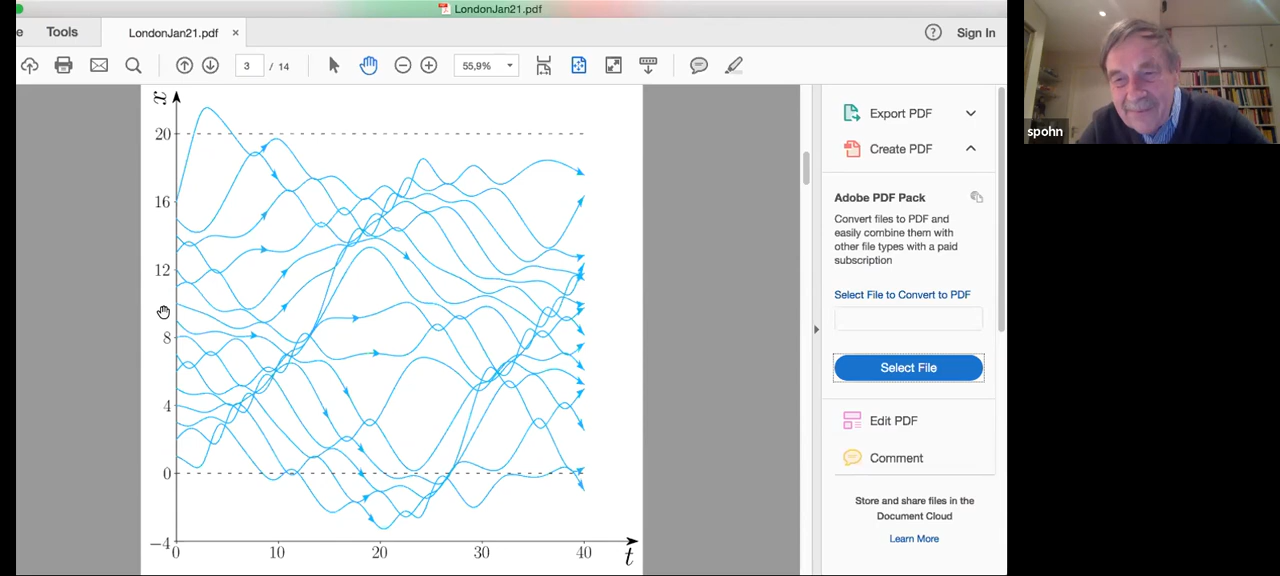 LondonJan21.pdf
e Tools LondonJan21.pdf × ? Sign In
3 / 14 55,9%
x
20
16
12
8
4
0
−4
0 10 20 30 40
t
Export PDF
Create PDF
Adobe PDF Pack
Convert files to PDF and
easily combine them with
other file types with a paid
subscription
Select File to Convert to PDF
Select File
Edit PDF
Comment
Store and share files in the
Document Cloud
Learn More
spohn